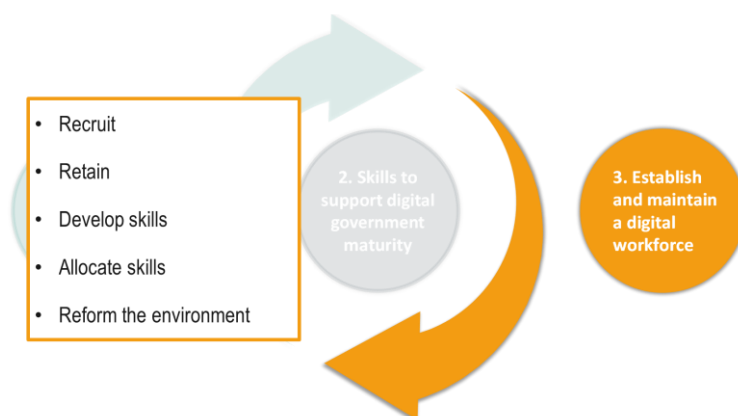 • Recruit
• Retain
• Develop skills
• Allocate skills
• Reform the environment
2. Skills to
support digital
government
maturity
3. Establish
and maintain
a digital
workforce